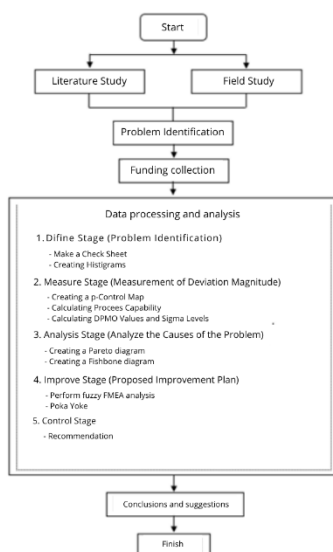 Start
Literature Study
Field Study
Problem Identification
Funding collection
Data processing and analysis
1. Difine Stage (Problem Identification)
- Make a Check Sheet
- Creating Histigrams
2. Measure Stage (Measurement of Deviation Magnitude)
- Creating a p-Control Map
- Calculating Procees Capability
- Calculating DPMO Values and Sigma Levels
3. Analysis Stage (Analyze the Causes of the Problem)
- Creating a Pareto diagram
- Creating a Fishbone diagram
4. Improve Stage (Proposed Improvement Plan)
- Perform fuzzy FMEA analysis
- Poka Yoke
5. Control Stage
- Recommendation
Conclusions and suggestions
Finish